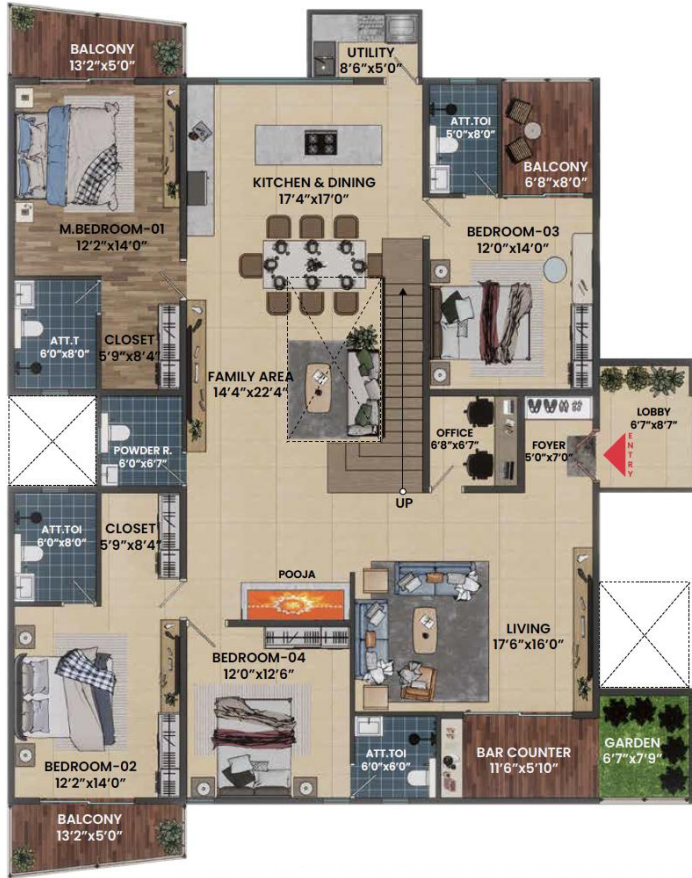 BALCONY
13'2"x5'0"
UTILITY
8'6"x5'0"
ATT.TOI
5'0"x8'0"
BALCONY
6'8"x8'0"
KITCHEN & DINING
17'4"x17'0"
M.BEDROOM-01
12'2"x14'0"
BEDROOM-03
12'0"x14'0"
ATT.T
6'0"x8'0"
CLOSET
5'9"x8'4"
FAMILY AREA
14'4"x22'4"
LOBBY
6'7"x8'7"
OFFICE
6'8"x6'7"
FOYER
5'0"x7'0"
ENTRY
POWDER R.
6'0"x6'7"
UP
ATT.TOI
6'0"x8'0"
CLOSET
5'9"x8'4"
POOJA
LIVING
17'6"x16'0"
BEDROOM-04
12'0"x12'6"
BEDROOM-02
12'2"x14'0"
ATT.TOI
6'0"x6'0"
BAR COUNTER
11'6"x5'10"
GARDEN
6'7"x7'9"
BALCONY
13'2"x5'0"